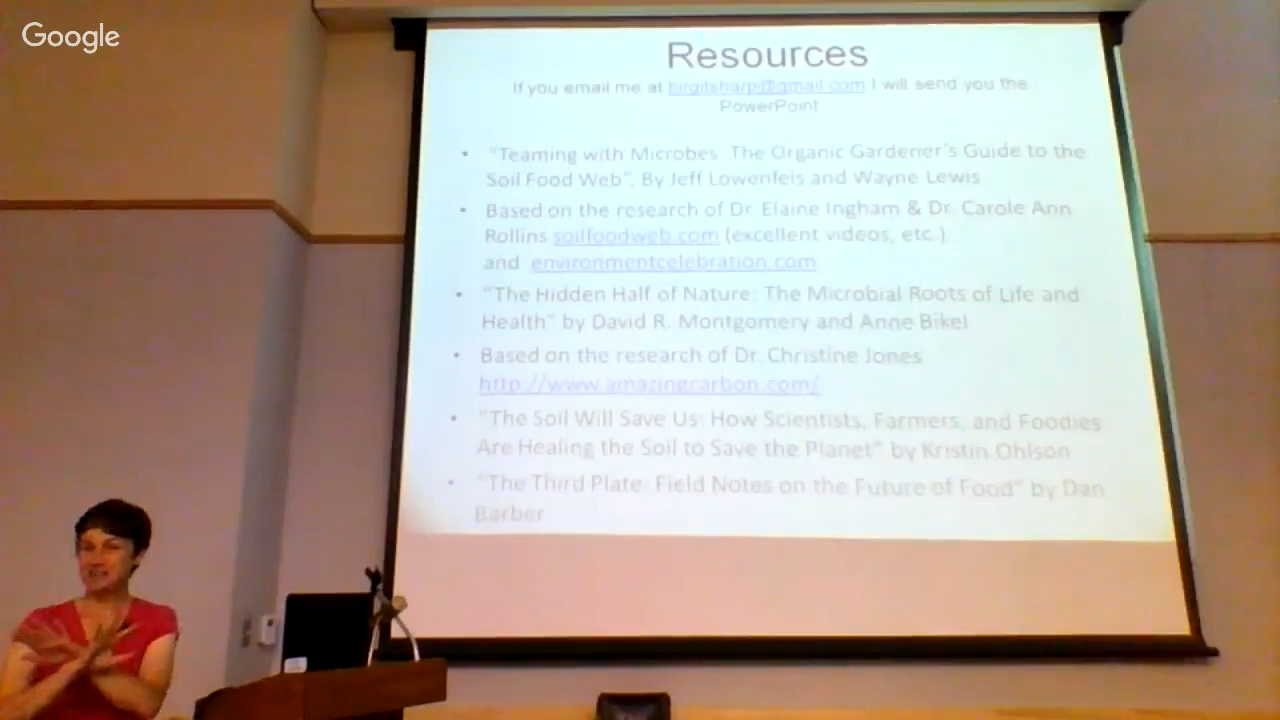 Google
Resources
If you email me at birgitsharp@gmail.com I will send you the
PowerPoint
• "Teaming with Microbes: The Organic Gardener's Guide to the
Soil Food Web", By Jeff Lowenfels and Wayne Lewis
• Based on the research of Dr. Elaine Ingham & Dr. Carole Ann
Rollins soilfoodweb.com (excellent videos, etc.)
and environmentcelebration.com
• "The Hidden Half of Nature: The Microbial Roots of Life and
Health" by David R. Montgomery and Anne Bikel
• Based on the research of Dr. Christine Jones
http://www.amazingcarbon.com/
• "The Soil Will Save Us: How Scientists, Farmers, and Foodies
Are Healing the Soil to Save the Planet" by Kristin Ohlson
• "The Third Plate: Field Notes on the Future of Food" by Dan
Barber